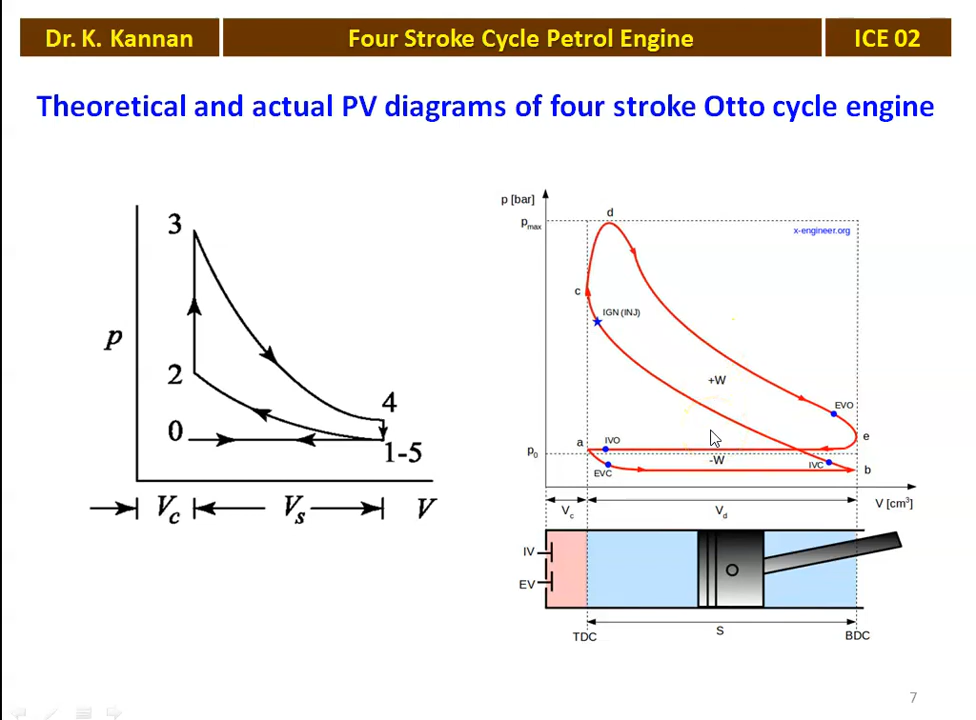 Dr. K. Kannan
Four Stroke Cycle Petrol Engine
ICE 02
Theoretical and actual PV diagrams of four stroke Otto cycle engine
3
p
2
0
4
1-5
Vc
Vs
V
p [bar]
pmax
d
x-engineer.org
c
IGN (INJ)
+W
EVO
e
a
IVO
p0
-W
EVC
IVC
b
Vc
Vd
V [cm³]
IV
EV
TDC
S
BDC
7